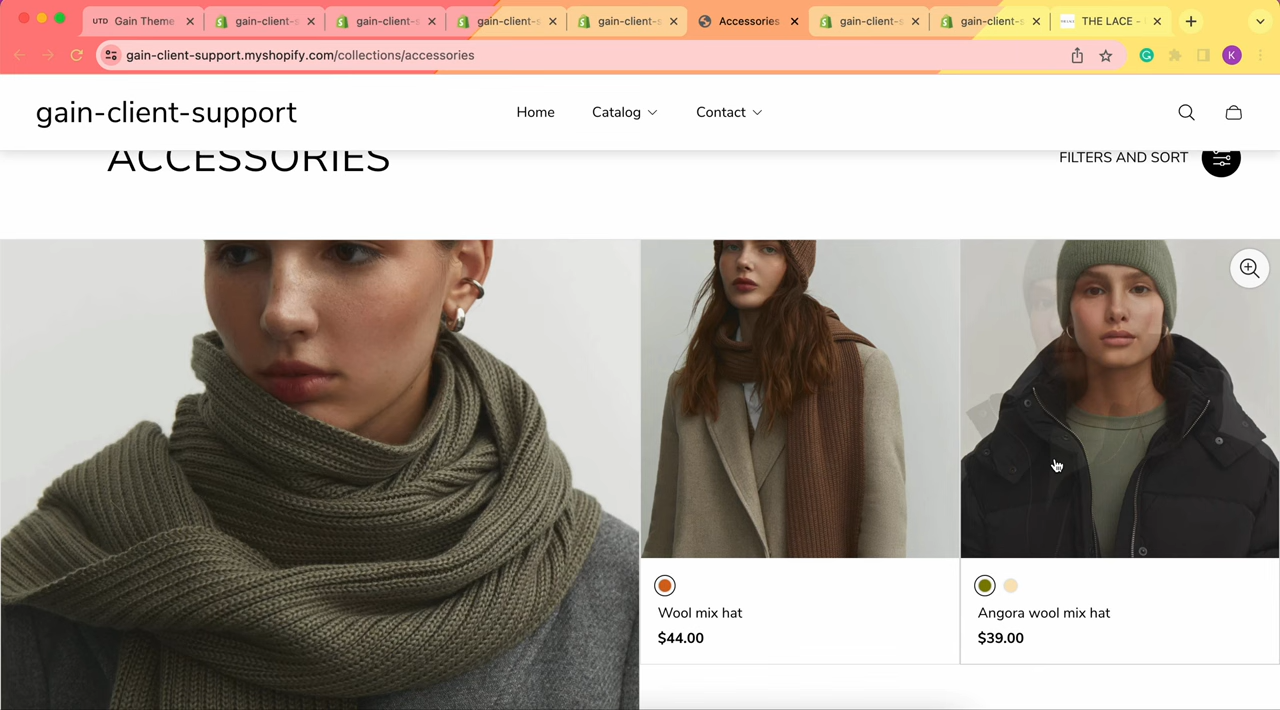 UTD Gain Theme
gain-client-s
gain-client-s
gain-client-s
gain-client-s
Accessories
gain-client-s
gain-client-s
THE LACE –
gain-client-support.myshopify.com/collections/accessories
K
gain-client-support
Home
Catalog
Contact
ACCESSORIES
FILTERS AND SORT
Wool mix hat
$44.00
Angora wool mix hat
$39.00